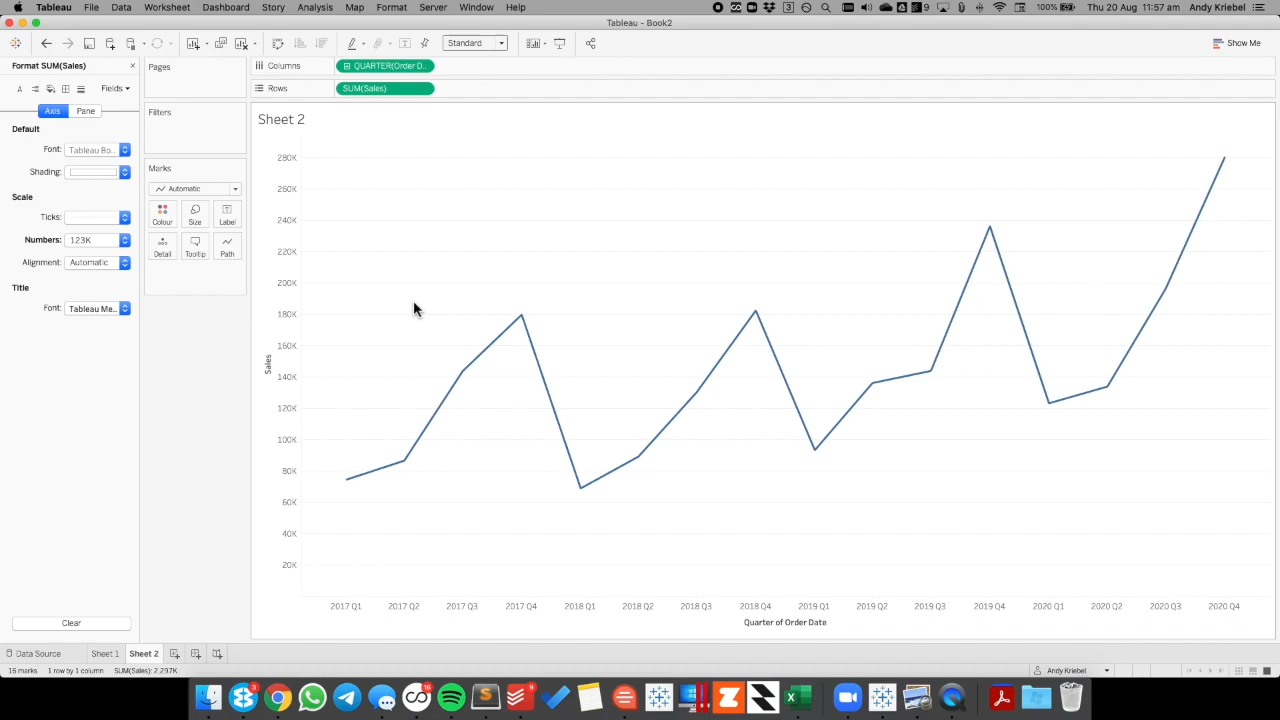 Tableau File Data Worksheet Dashboard Story Analysis Map Format Server Window Help 3 9 100% Thu 20 Aug 11:57 am Andy Kriebel
Tableau - Book2
Standard Show Me
Format SUM(Sales) ×
Pages
Columns QUARTER(Order D..
Rows SUM(Sales)
Fields
Axis Pane
Filters
Default
Font: Tableau Bo..
Shading:
Scale
Ticks:
Numbers: 123K
Alignment: Automatic
Title
Font: Tableau Me..
Clear
Marks
Automatic
Colour Size Label
Detail Tooltip Path
Sheet 2
280K
260K
240K
220K
200K
180K
160K
140K
120K
100K
80K
60K
40K
20K
Sales
2017 Q1 2017 Q2 2017 Q3 2017 Q4 2018 Q1 2018 Q2 2018 Q3 2018 Q4 2019 Q1 2019 Q2 2019 Q3 2019 Q4 2020 Q1 2020 Q2 2020 Q3 2020 Q4
Quarter of Order Date
Data Source Sheet 1 Sheet 2
16 marks 1 row by 1 column SUM(Sales): 2.297K Andy Kriebel